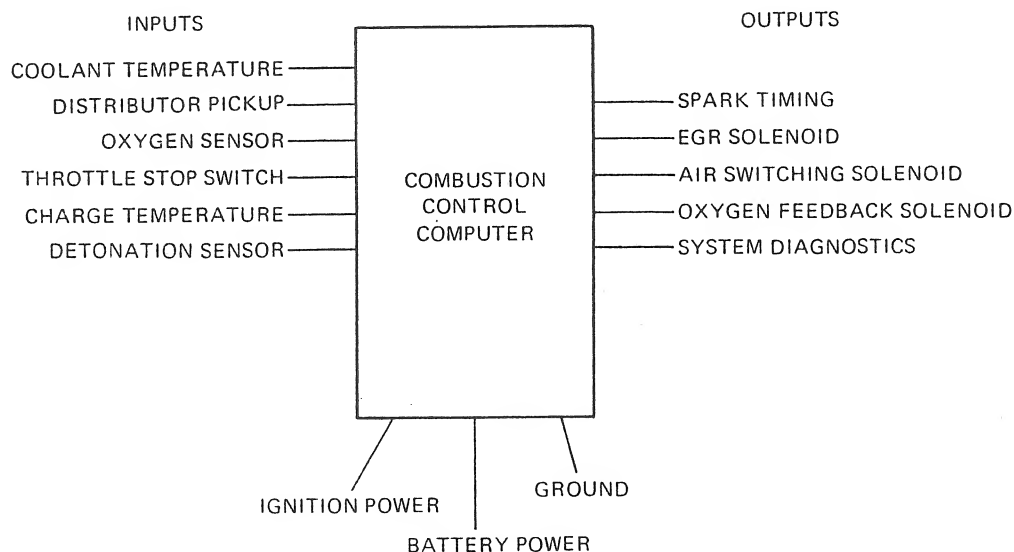 INPUTS
COOLANT TEMPERATURE
DISTRIBUTOR PICKUP
OXYGEN SENSOR
THROTTLE STOP SWITCH
CHARGE TEMPERATURE
DETONATION SENSOR
COMBUSTION
CONTROL
COMPUTER
OUTPUTS
SPARK TIMING
EGR SOLENOID
AIR SWITCHING SOLENOID
OXYGEN FEEDBACK SOLENOID
SYSTEM DIAGNOSTICS
IGNITION POWER
BATTERY POWER
GROUND